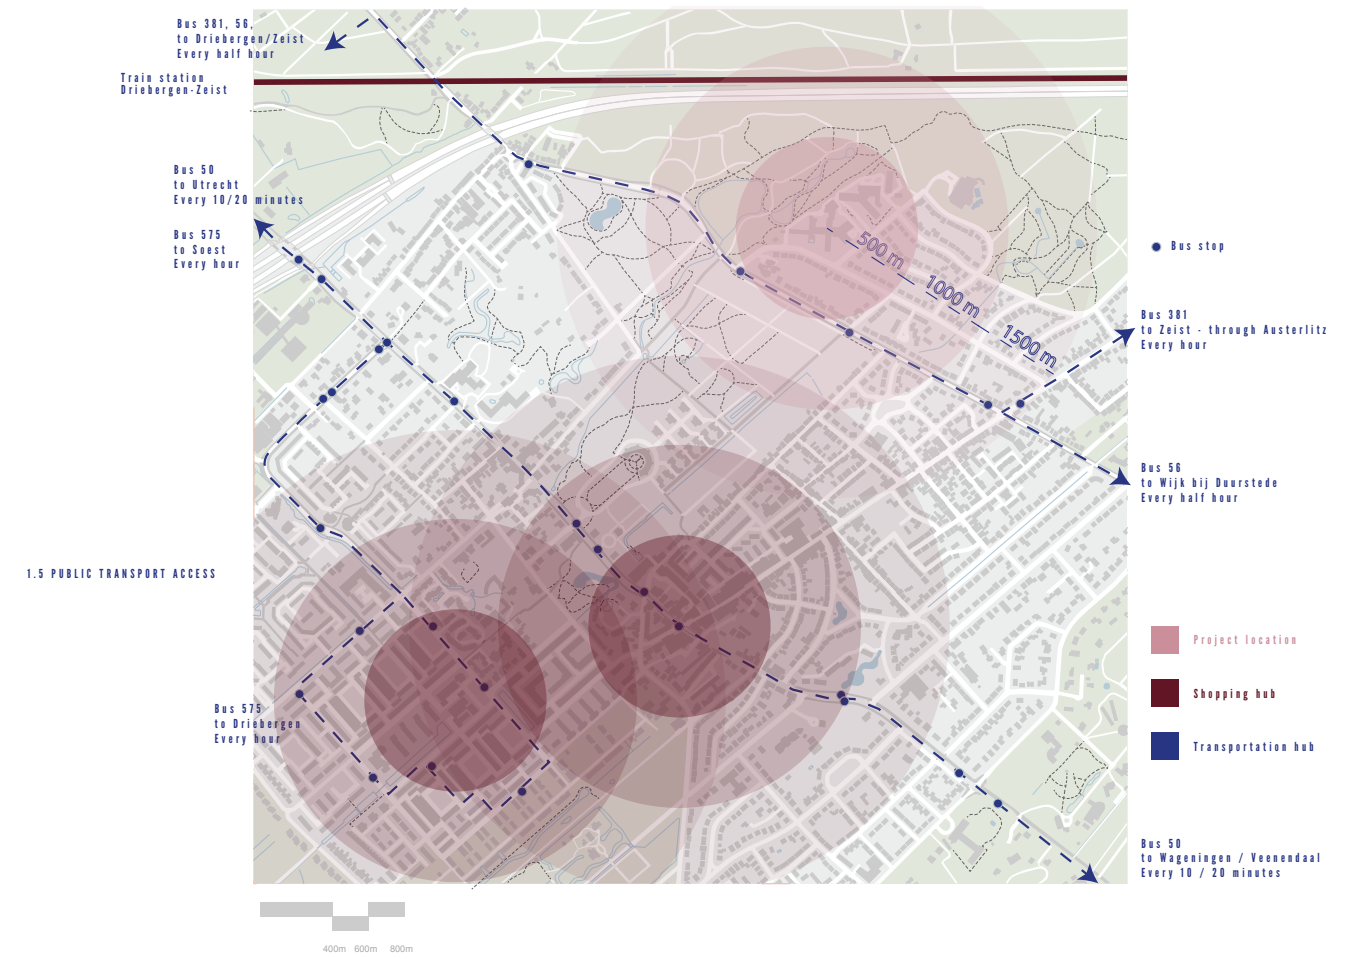 Bus 381, 56,
to Driebergen/Zeist
Every half hour
Train station
Driebergen-Zeist
Bus 50
to Utrecht
Every 10/20 minutes
Bus 575
to Soest
Every hour
500 m
1000 m
1500 m
Bus stop
Bus 381
to Zeist - through Austerlitz
Every hour
Bus 56
to Wijk bij Duurstede
Every half hour
1.5 PUBLIC TRANSPORT ACCESS
Project location
Shopping hub
Transportation hub
Bus 575
to Driebergen
Every hour
Bus 50
to Wageningen / Veenendaal
Every 10 / 20 minutes
400m 600m 800m